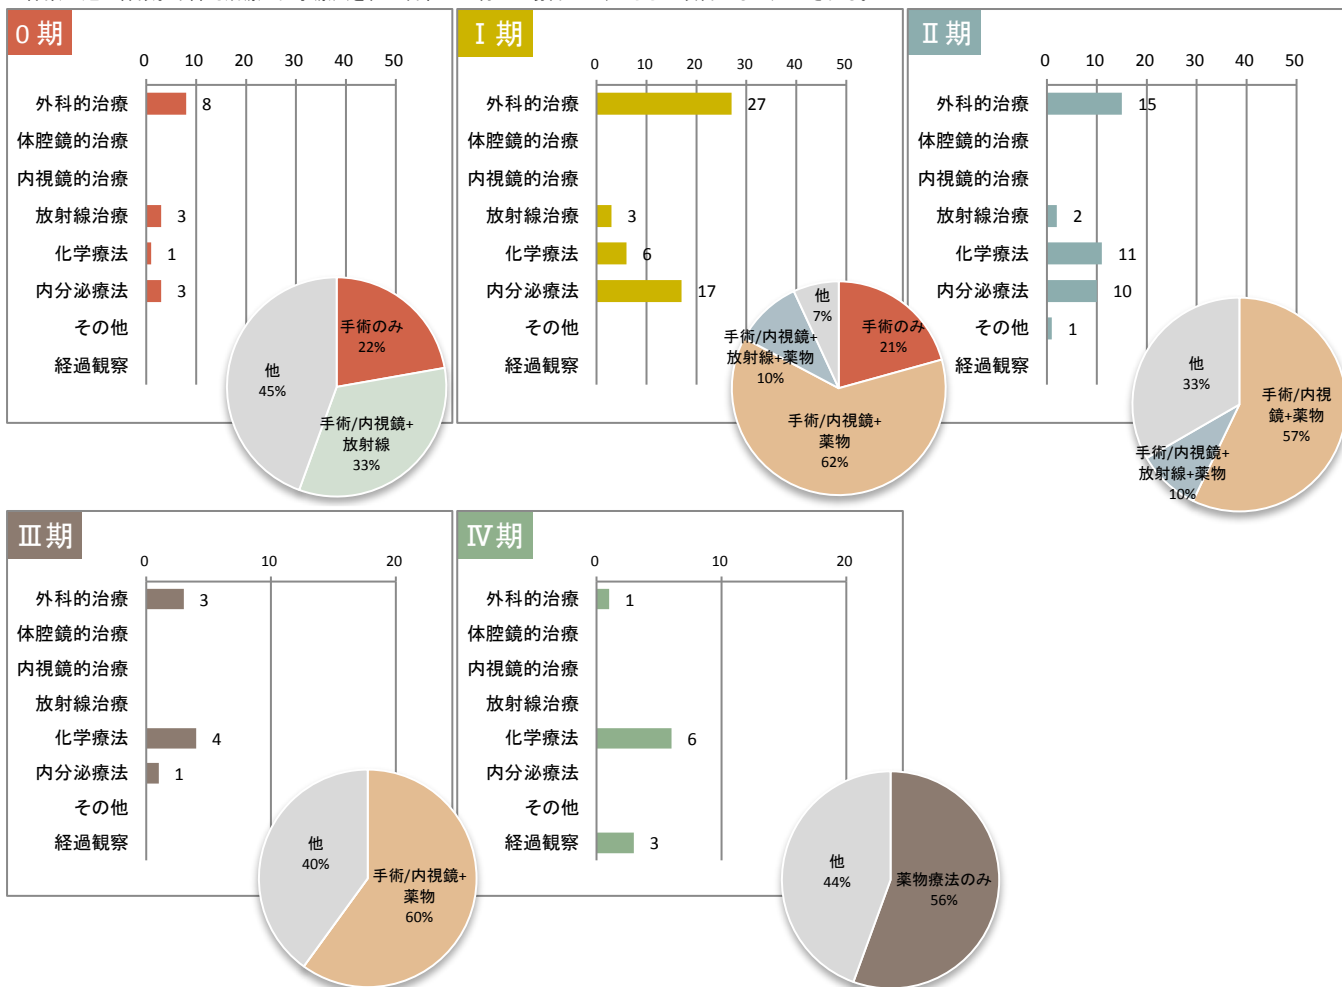 0 期
0 10 20 30 40 50
外科的治療 8
体腔鏡的治療
内視鏡的治療
放射線治療 3
化学療法 1
内分泌療法 3
その他
経過観察
手術のみ
22%
手術/内視鏡+
放射線
33%
他
45%
Ⅰ期
0 10 20 30 40 50
外科的治療 27
体腔鏡的治療
内視鏡的治療
放射線治療 3
化学療法 6
内分泌療法 17
その他
経過観察
手術のみ
21%
手術/内視鏡+
薬物
62%
手術/内視鏡+
放射線+薬物
10%
他
7%
Ⅱ期
0 10 20 30 40 50
外科的治療 15
体腔鏡的治療
内視鏡的治療
放射線治療 2
化学療法 11
内分泌療法 10
その他 1
経過観察
手術/内視
鏡+薬物
57%
手術/内視鏡+
放射線+薬物
10%
他
33%
Ⅲ期
0 10 20
外科的治療 3
体腔鏡的治療
内視鏡的治療
放射線治療
化学療法 4
内分泌療法 1
その他
経過観察
手術/内視鏡+
薬物
60%
他
40%
Ⅳ期
0 10 20
外科的治療 1
体腔鏡的治療
内視鏡的治療
放射線治療
化学療法 6
内分泌療法
その他
経過観察 3
薬物療法のみ
56%
他
44%